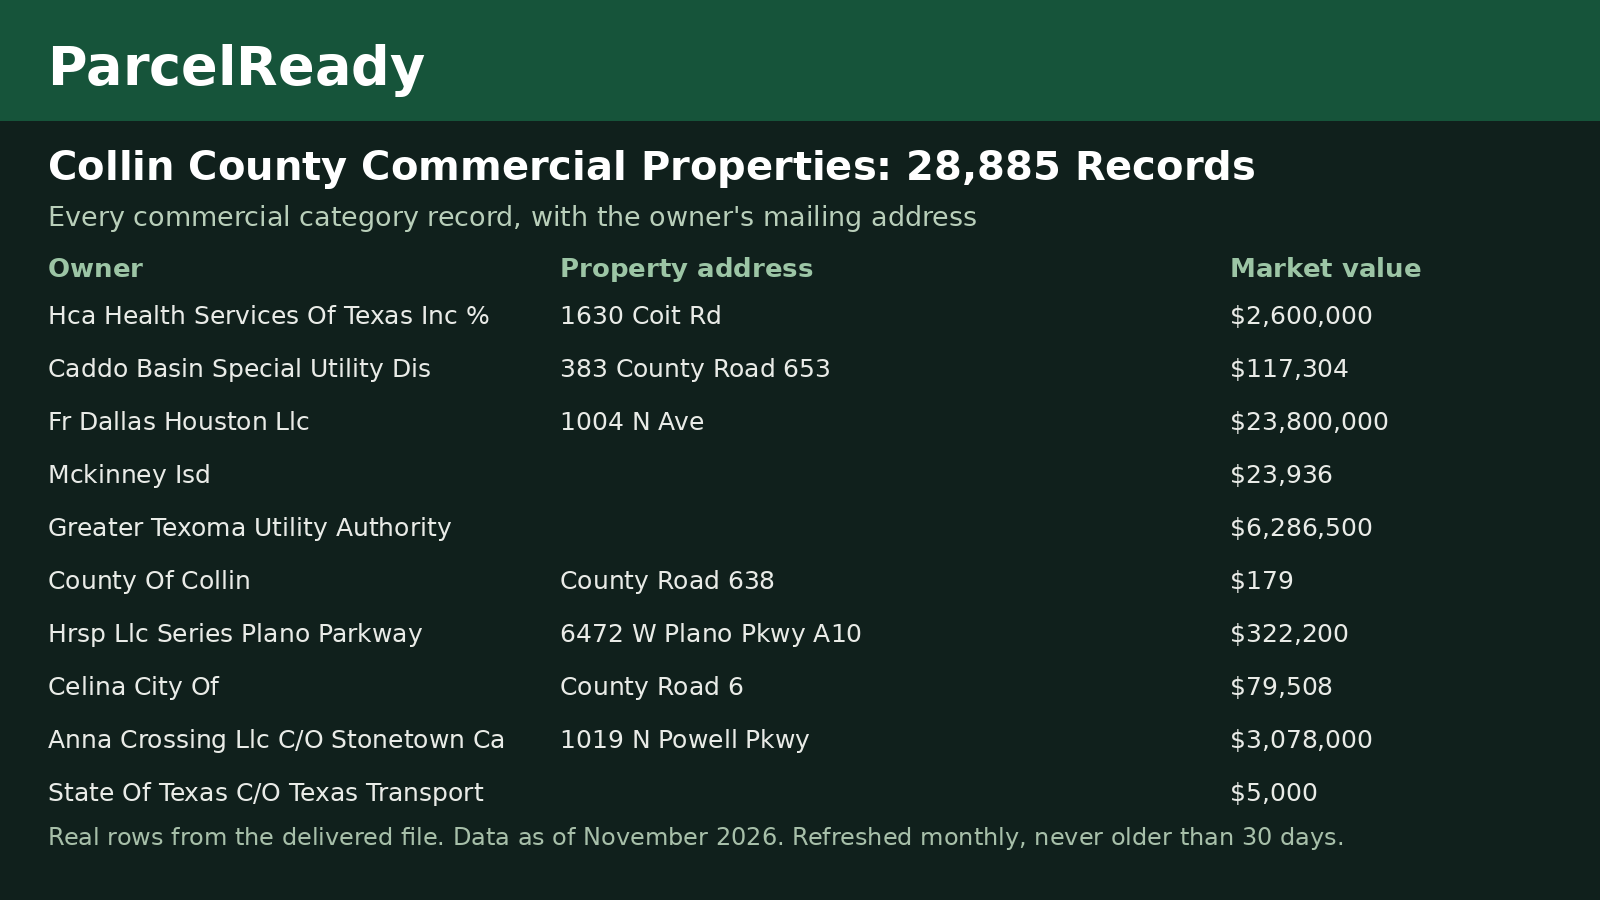 ParcelReady
Collin County Commercial Properties: 28,885 Records
Every commercial category record, with the owner's mailing address
Owner Property address Market value
Hca Health Services Of Texas Inc % 1630 Coit Rd $2,600,000
Caddo Basin Special Utility Dis 383 County Road 653 $117,304
Fr Dallas Houston Llc 1004 N Ave $23,800,000
Mckinney Isd $23,936
Greater Texoma Utility Authority $6,286,500
County Of Collin County Road 638 $179
Hrsp Llc Series Plano Parkway 6472 W Plano Pkwy A10 $322,200
Celina City Of County Road 6 $79,508
Anna Crossing Llc C/O Stonetown Ca 1019 N Powell Pkwy $3,078,000
State Of Texas C/O Texas Transport $5,000
Real rows from the delivered file. Data as of November 2026. Refreshed monthly, never older than 30 days.